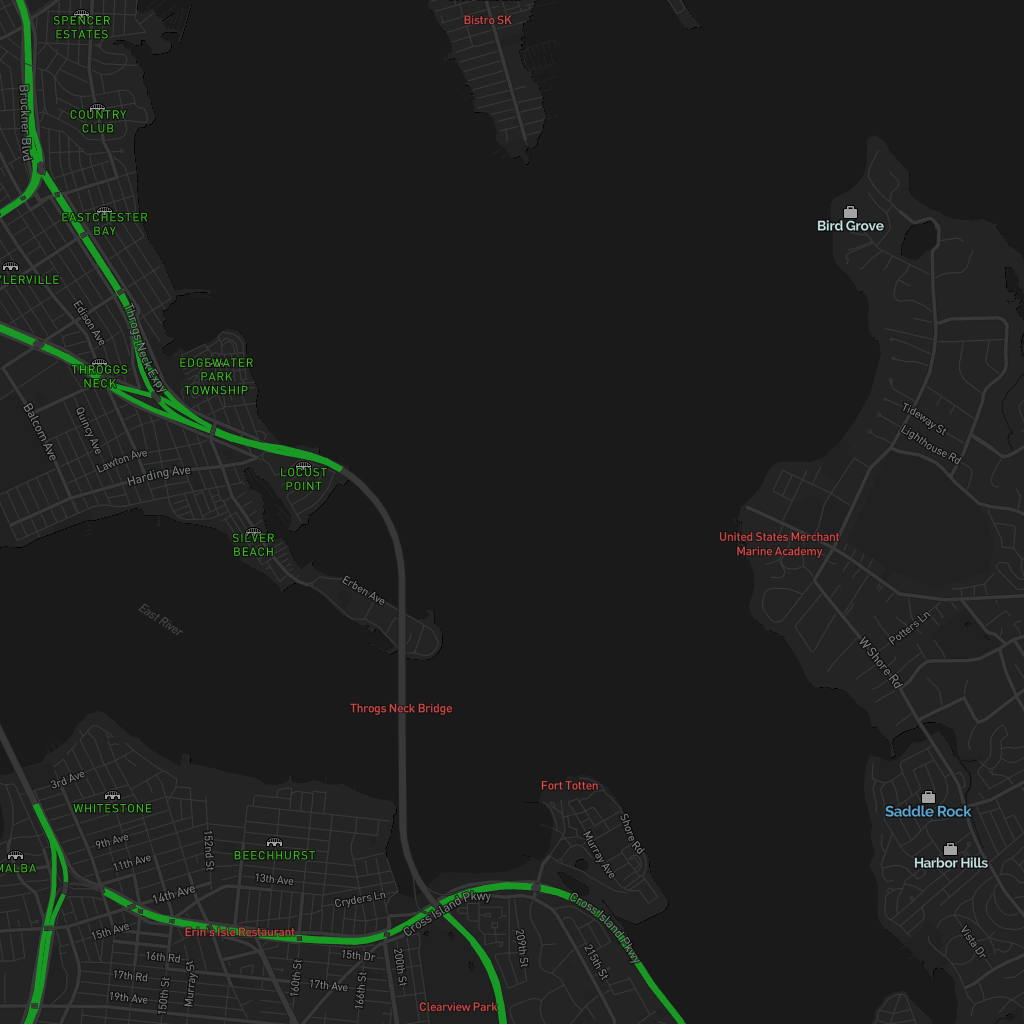 SPENCER
ESTATES
Bistro SK
Bruckner Blvd
COUNTRY
CLUB
EASTCHESTER
BAY
Bird Grove
YLERVILLE
Edison Ave
Throgs Neck Expy
THROGGS
NECK
EDGEWATER
PARK
TOWNSHIP
Balcom Ave
Quincy Ave
Lawton Ave
Harding Ave
LOCUST
POINT
Tideway St
Lighthouse Rd
SILVER
BEACH
United States Merchant
Marine Academy
Erben Ave
East River
Potters Ln
W Shore Rd
Throgs Neck Bridge
3rd Ave
WHITESTONE
Fort Totten
Saddle Rock
9th Ave
152nd St
BEECHHURST
Murray Ave
Shore Rd
MALBA
11th Ave
Harbor Hills
13th Ave
14th Ave
Cryders Ln
Cross Island Pkwy
Cross Island Pkwy
15th Ave
Erin's Isle Restaurant
16th Rd
15th Dr
200th St
209th St
215th St
Vista Dr
17th Rd
17th Ave
19th Ave
150th St
Murray St
160th St
166th St
Clearview Park